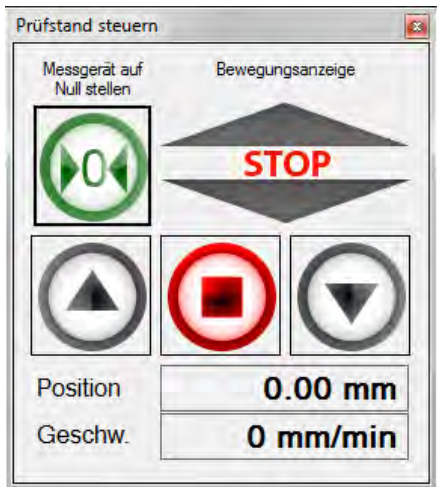 Prüfstand steuern
Messgerät auf
Null stellen
Bewegungsanzeige
0
STOP
Position
0.00 mm
Geschw.
0 mm/min